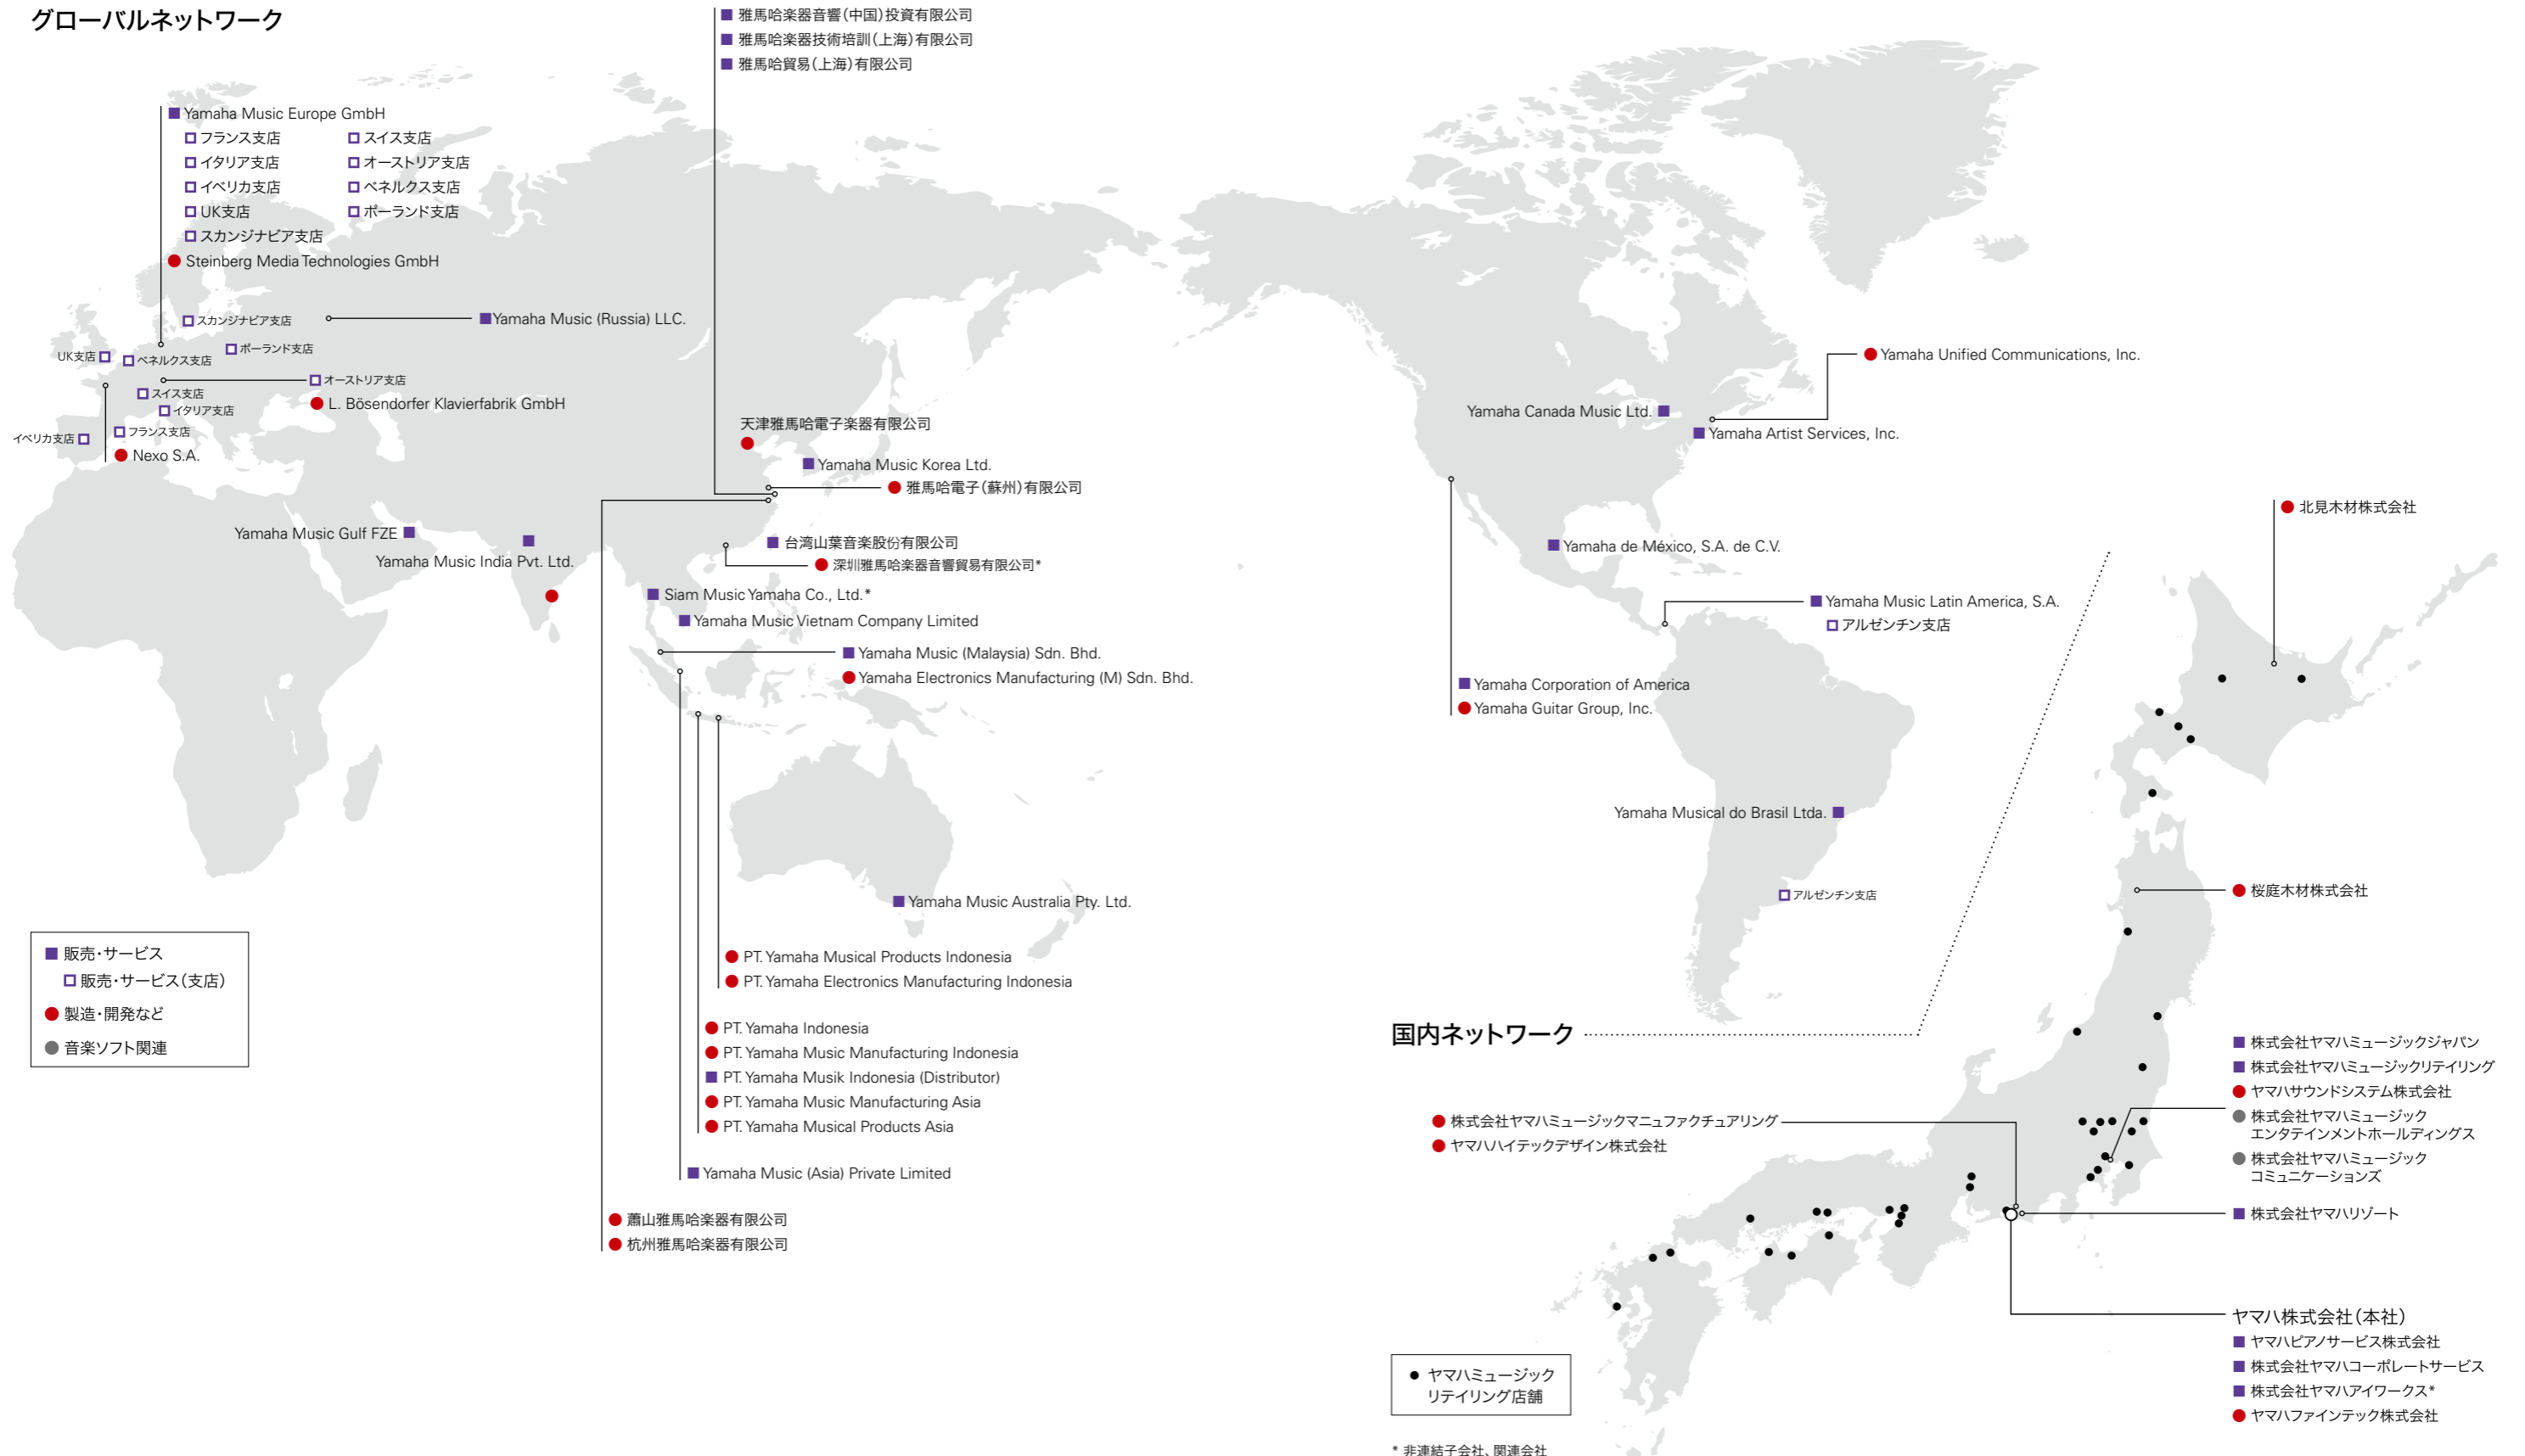 グローバルネットワーク
雅馬哈楽器音響（中国）投資有限公司
雅馬哈楽器技術培訓（上海）有限公司
雅馬哈貿易（上海）有限公司
Yamaha Music Europe GmbH
フランス支店
スイス支店
イタリア支店
オーストリア支店
イベリカ支店
ベネルクス支店
UK支店
ポーランド支店
スカンジナビア支店
Steinberg Media Technologies GmbH
スカンジナビア支店
Yamaha Music (Russia) LLC.
UK支店
ベネルクス支店
ポーランド支店
オーストリア支店
スイス支店
L. Bösendorfer Klavierfabrik GmbH
イタリア支店
イベリカ支店
フランス支店
Nexo S.A.
天津雅馬哈電子楽器有限公司
Yamaha Music Korea Ltd.
雅馬哈電子（蘇州）有限公司
Yamaha Music Gulf FZE
Yamaha Music India Pvt. Ltd.
台湾山葉音楽股份有限公司
深圳雅馬哈楽器音響貿易有限公司*
Siam Music Yamaha Co., Ltd.*
Yamaha Music Vietnam Company Limited
Yamaha Music (Malaysia) Sdn. Bhd.
Yamaha Electronics Manufacturing (M) Sdn. Bhd.
Yamaha Music Australia Pty. Ltd.
PT. Yamaha Musical Products Indonesia
PT. Yamaha Electronics Manufacturing Indonesia
PT. Yamaha Indonesia
PT. Yamaha Music Manufacturing Indonesia
PT. Yamaha Musik Indonesia (Distributor)
PT. Yamaha Music Manufacturing Asia
PT. Yamaha Musical Products Asia
Yamaha Music (Asia) Private Limited
蕭山雅馬哈楽器有限公司
杭州雅馬哈楽器有限公司
販売・サービス
販売・サービス（支店）
製造・開発など
音楽ソフト関連
Yamaha Unified Communications, Inc.
Yamaha Canada Music Ltd.
Yamaha Artist Services, Inc.
Yamaha de México, S.A. de C.V.
Yamaha Music Latin America, S.A.
アルゼンチン支店
Yamaha Corporation of America
Yamaha Guitar Group, Inc.
Yamaha Musical do Brasil Ltda.
アルゼンチン支店
国内ネットワーク
北見木材株式会社
桜庭木材株式会社
株式会社ヤマハミュージックジャパン
株式会社ヤマハミュージックリテイリング
ヤマハサウンドシステム株式会社
株式会社ヤマハミュージック
エンタテインメントホールディングス
株式会社ヤマハミュージック
コミュニケーションズ
株式会社ヤマハミュージックマニュファクチュアリング
ヤマハハイテックデザイン株式会社
株式会社ヤマハリゾート
ヤマハ株式会社（本社）
ヤマハピアノサービス株式会社
株式会社ヤマハコーポレートサービス
株式会社ヤマハアイワークス*
ヤマハファインテック株式会社
ヤマハミュージック
リテイリング店舗
* 非連結子会社、関連会社